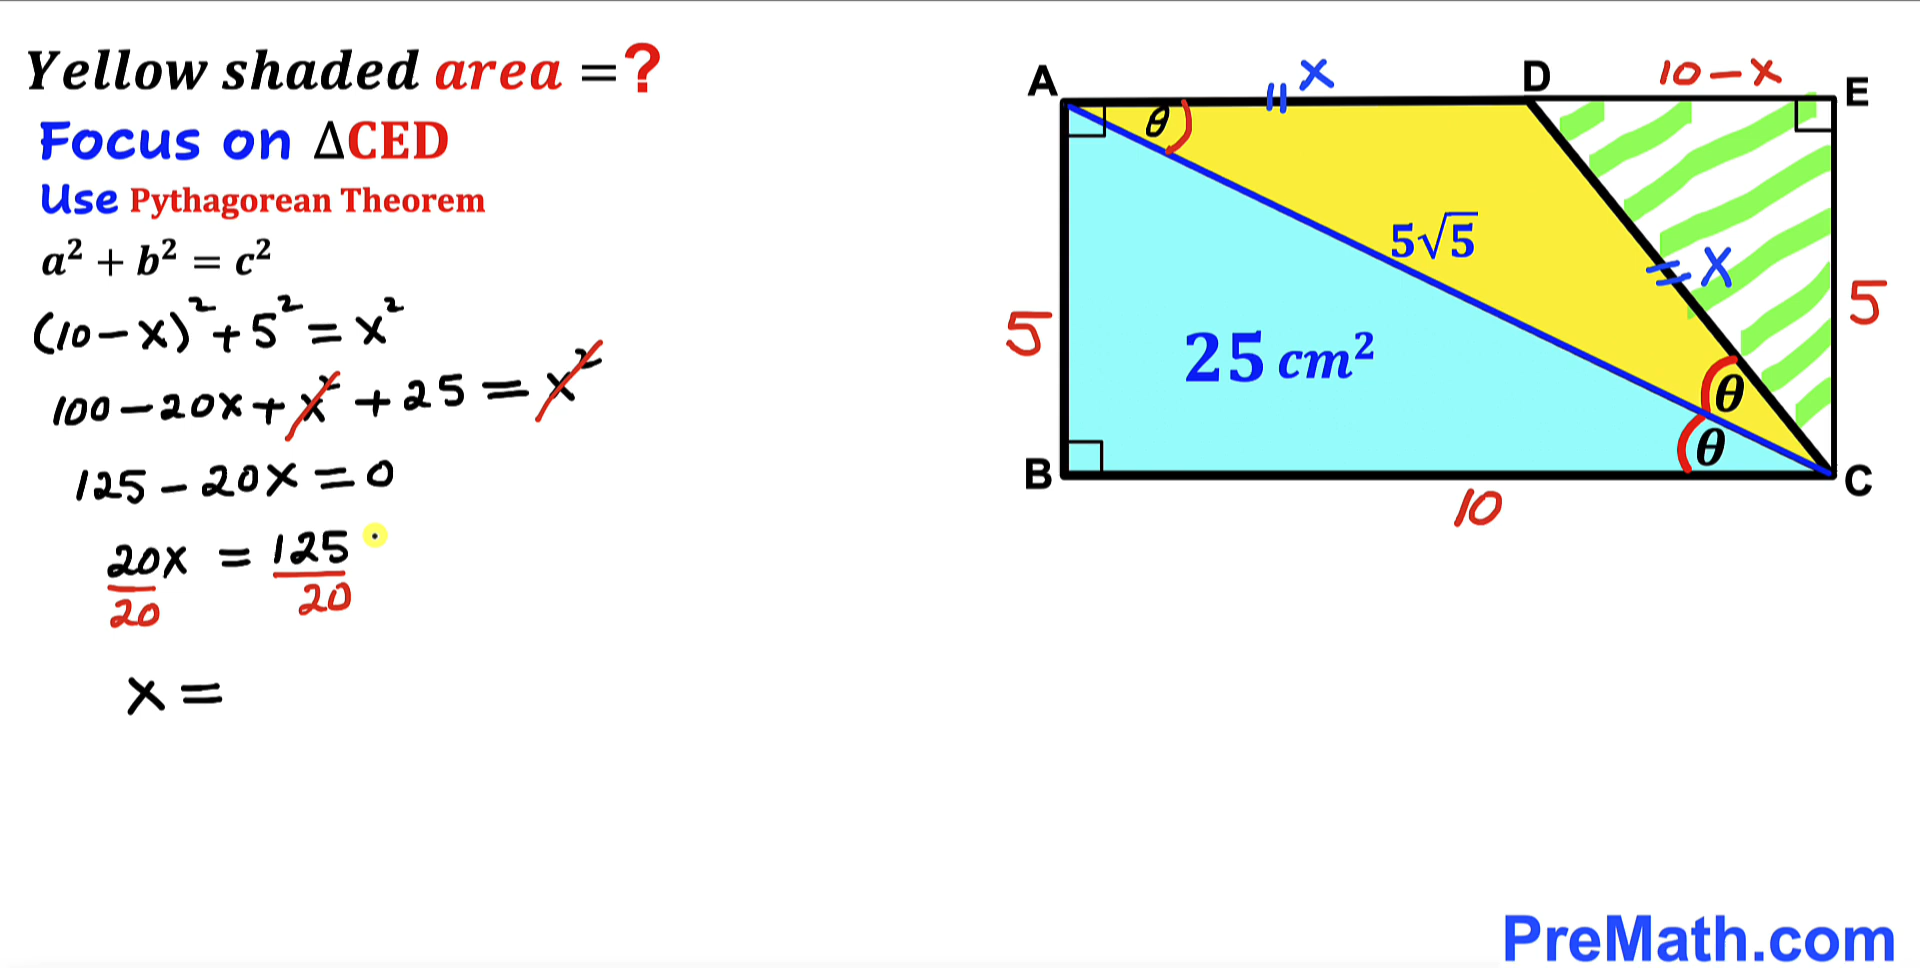 Yellow shaded area =?
Focus on ΔCED
Use Pythagorean Theorem
a² + b² = c²
(10 − x)² + 5² = x²
100 − 20x + x² + 25 = x²
125 − 20x = 0
20x = 125
20 20
x =
A
x
D
10 − x
E
θ
5√5
x
5
5
25 cm²
θ
θ
B
C
10
PreMath.com